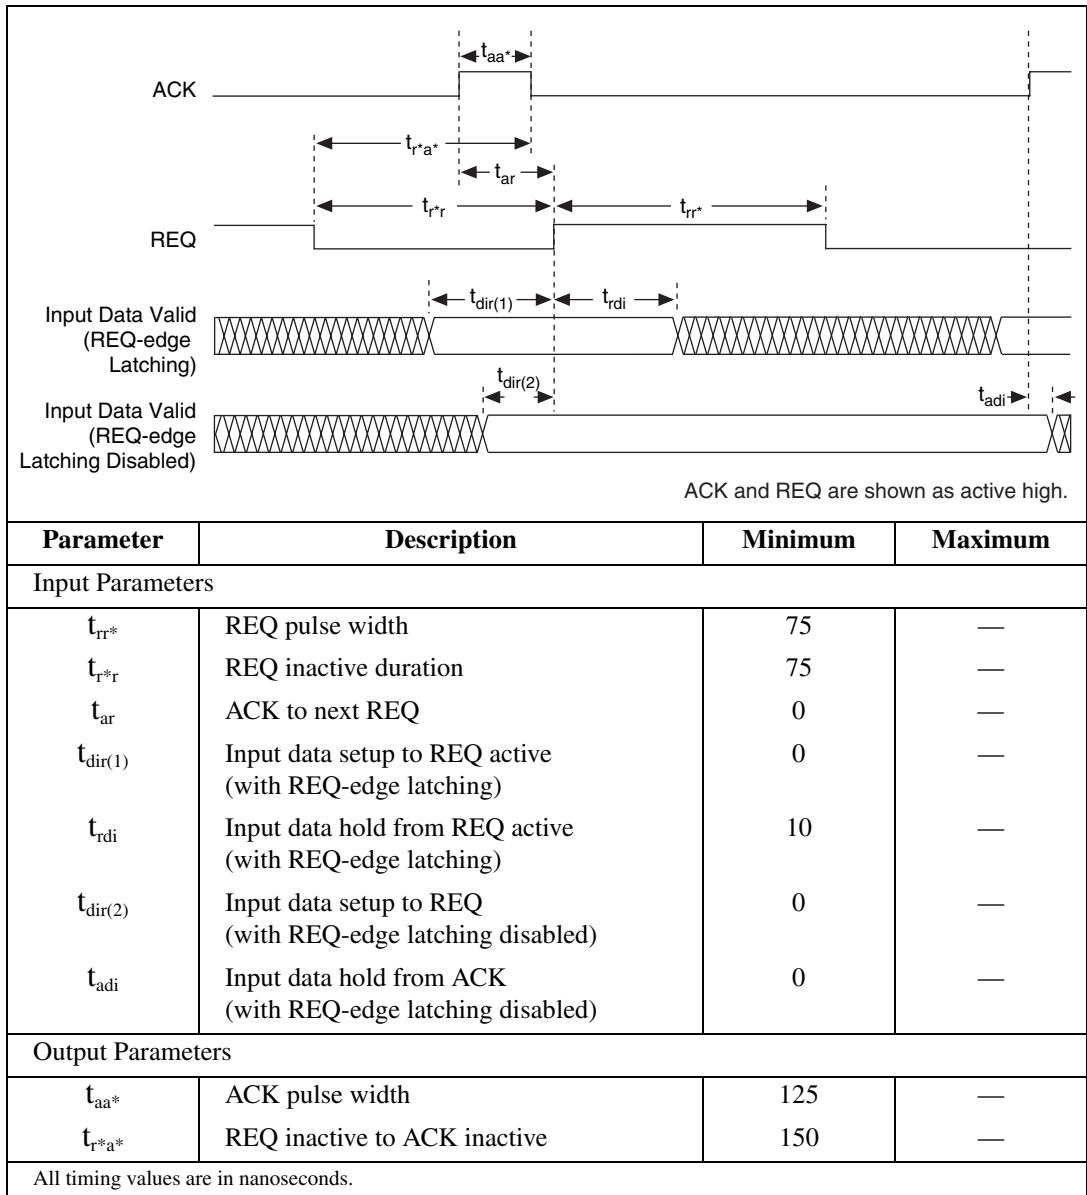 t_aa*
ACK
t_r*a*
t_ar
t_r*r t_rr*
REQ
t_dir(1) t_rdi
Input Data Valid
(REQ-edge
Latching)
t_dir(2)
t_adi
Input Data Valid
(REQ-edge
Latching Disabled)
ACK and REQ are shown as active high.
Parameter Description Minimum Maximum
Input Parameters
t_rr* REQ pulse width 75 —
t_r*r REQ inactive duration 75 —
t_ar ACK to next REQ 0 —
t_dir(1) Input data setup to REQ active 0 —
(with REQ-edge latching)
t_rdi Input data hold from REQ active 10 —
(with REQ-edge latching)
t_dir(2) Input data setup to REQ 0 —
(with REQ-edge latching disabled)
t_adi Input data hold from ACK 0 —
(with REQ-edge latching disabled)
Output Parameters
t_aa* ACK pulse width 125 —
t_r*a* REQ inactive to ACK inactive 150 —
All timing values are in nanoseconds.